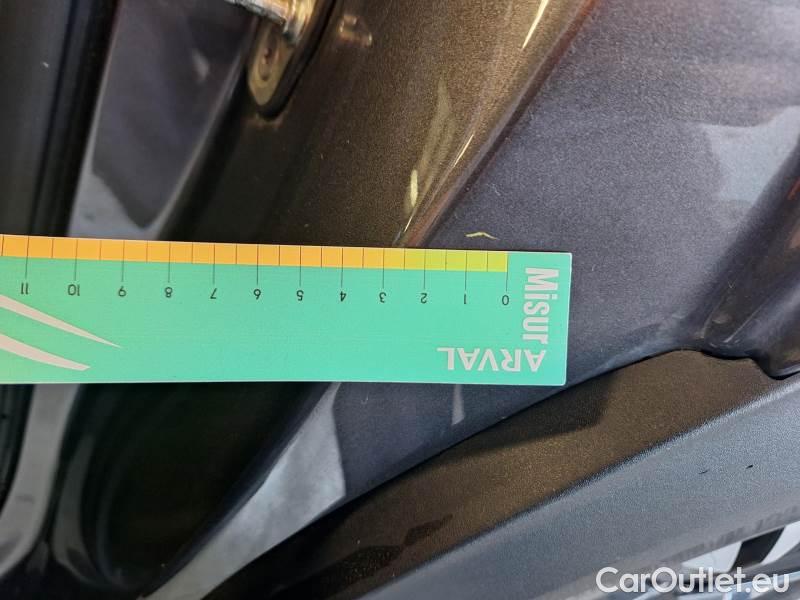 11 10 9 8 7 6 5 4 3 2 1 0
Misur
ARVAL
CarOutlet.eu